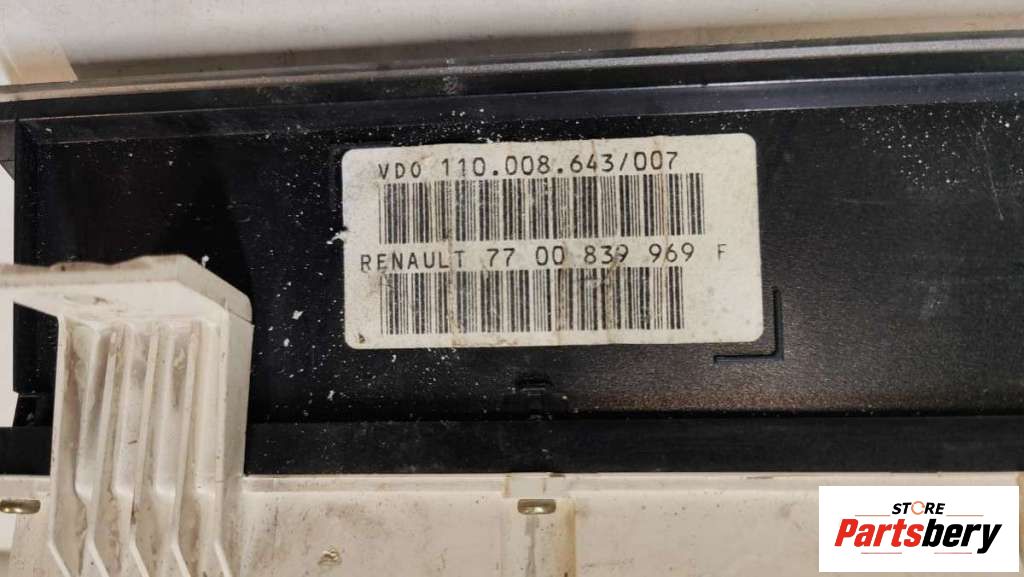 VDO 110.008.643/007
RENAULT 77 00 839 969 F
STORE
Partsbery